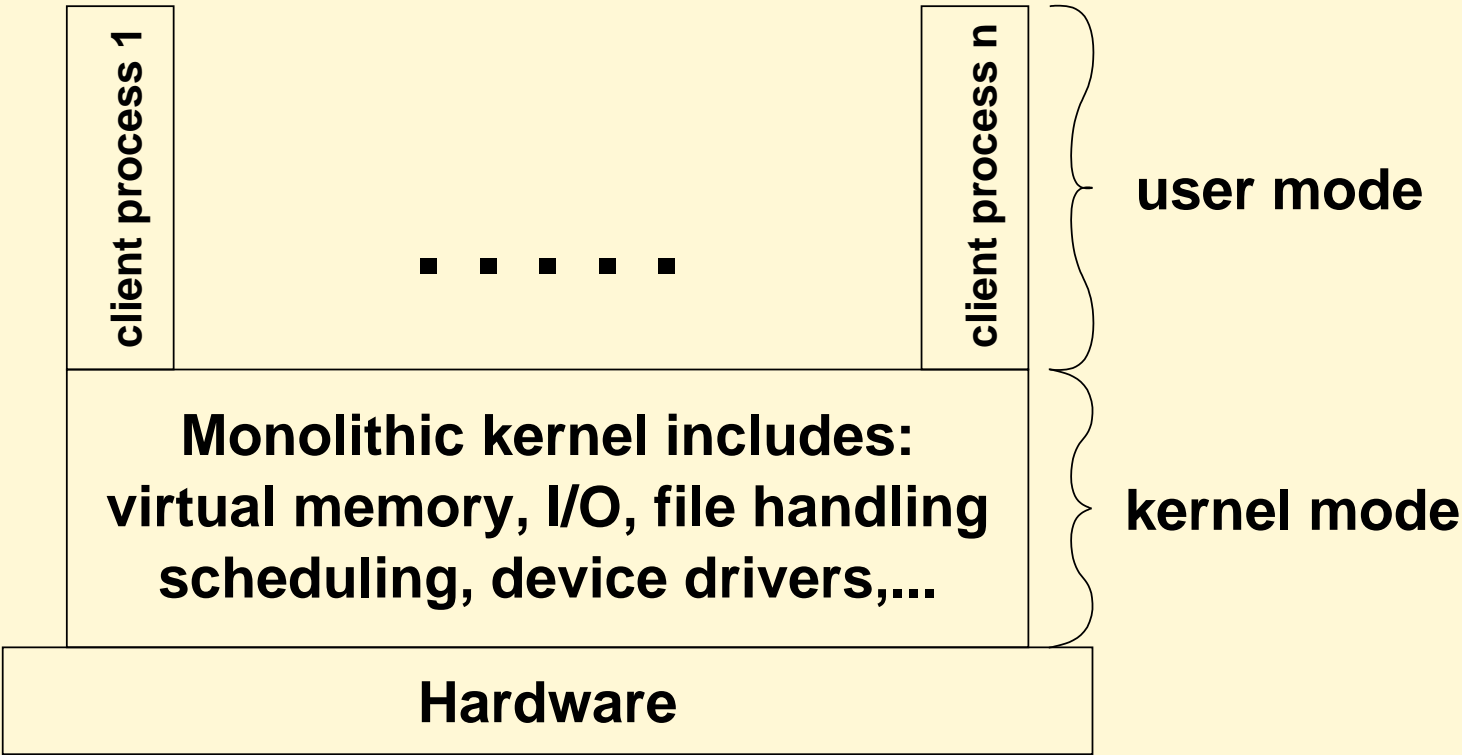 client process 1
client process n
. . . . .
user mode
Monolithic kernel includes:
virtual memory, I/O, file handling
scheduling, device drivers,...
kernel mode
Hardware